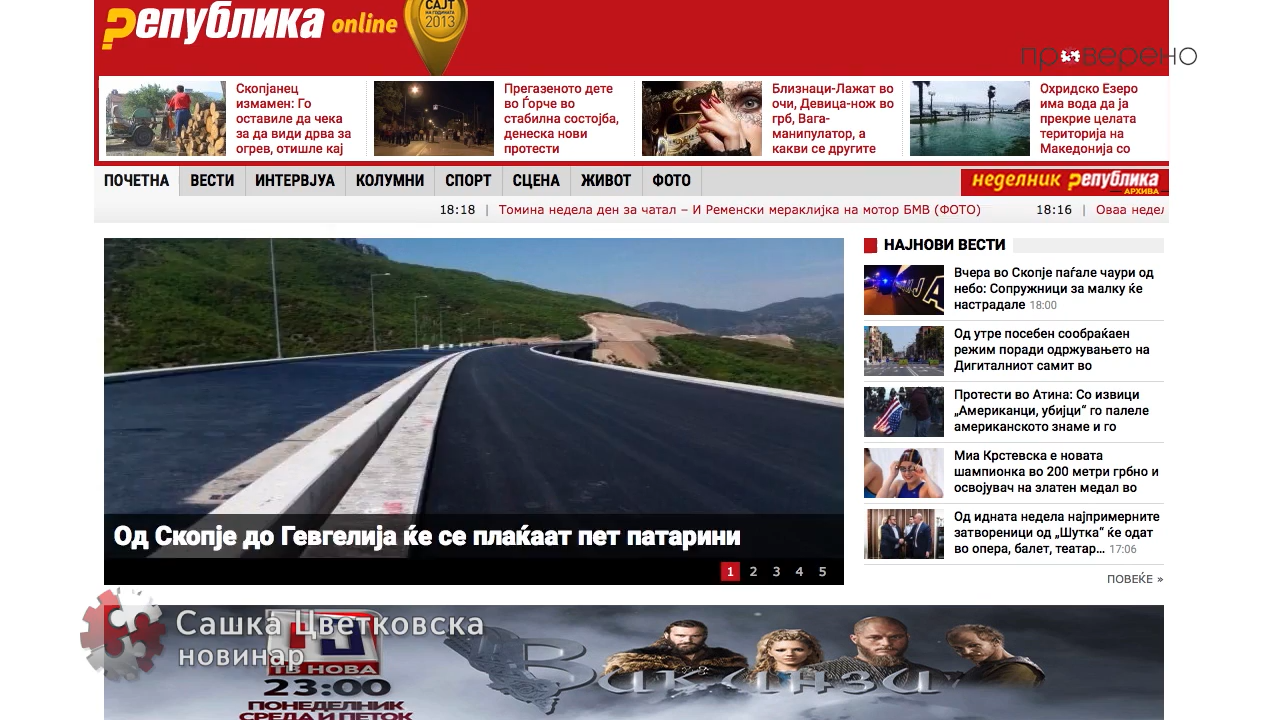 Република online
САЈТ
НА ГОДИНАТА
2013
проверено
Скопјанец
измамен: Го
оставиле да чека
за да види дрва за
огрев, отишле кај
Прегазеното дете
во Ѓорче во
стабилна состојба,
денеска нови
протести
Близнаци-Лажат во
очи, Девица-нож во
грб, Вага-
манипулатор, а
какви се другите
Охридско Езеро
има вода да ја
прекрие целата
територија на
Македонија со
ПОЧЕТНА ВЕСТИ ИНТЕРВЈУА КОЛУМНИ СПОРТ СЦЕНА ЖИВОТ ФОТО
неделник Република
АРХИВА
18:18 | Томина недела ден за чатал – И Ременски мераклијка на мотор БМВ (ФОТО) 18:16 | Оваа недел
Од Скопје до Гевгелија ќе се плаќаат пет патарини
1 2 3 4 5
НАЈНОВИ ВЕСТИ
Вчера во Скопје паѓале чаури од
небо: Сопружници за малку ќе
настрадале 18:00
Од утре посебен сообраќаен
режим поради одржувањето на
Дигиталниот самит во
Протести во Атина: Со извици
„Американци, убијци“ го палеле
американското знаме и го
Миа Крстевска е новата
шампионка во 200 метри грбно и
освојувач на златен медал во
Од идната недела најпримерните
затвореници од „Шутка“ ќе одат
во опера, балет, театар... 17:06
ПОВЕЌЕ »
Сашка Цветковска
новинар
ТВ НОВА
23:00
ПОНЕДЕЛНИК
СРЕДА И ПЕТОК
Викинзи